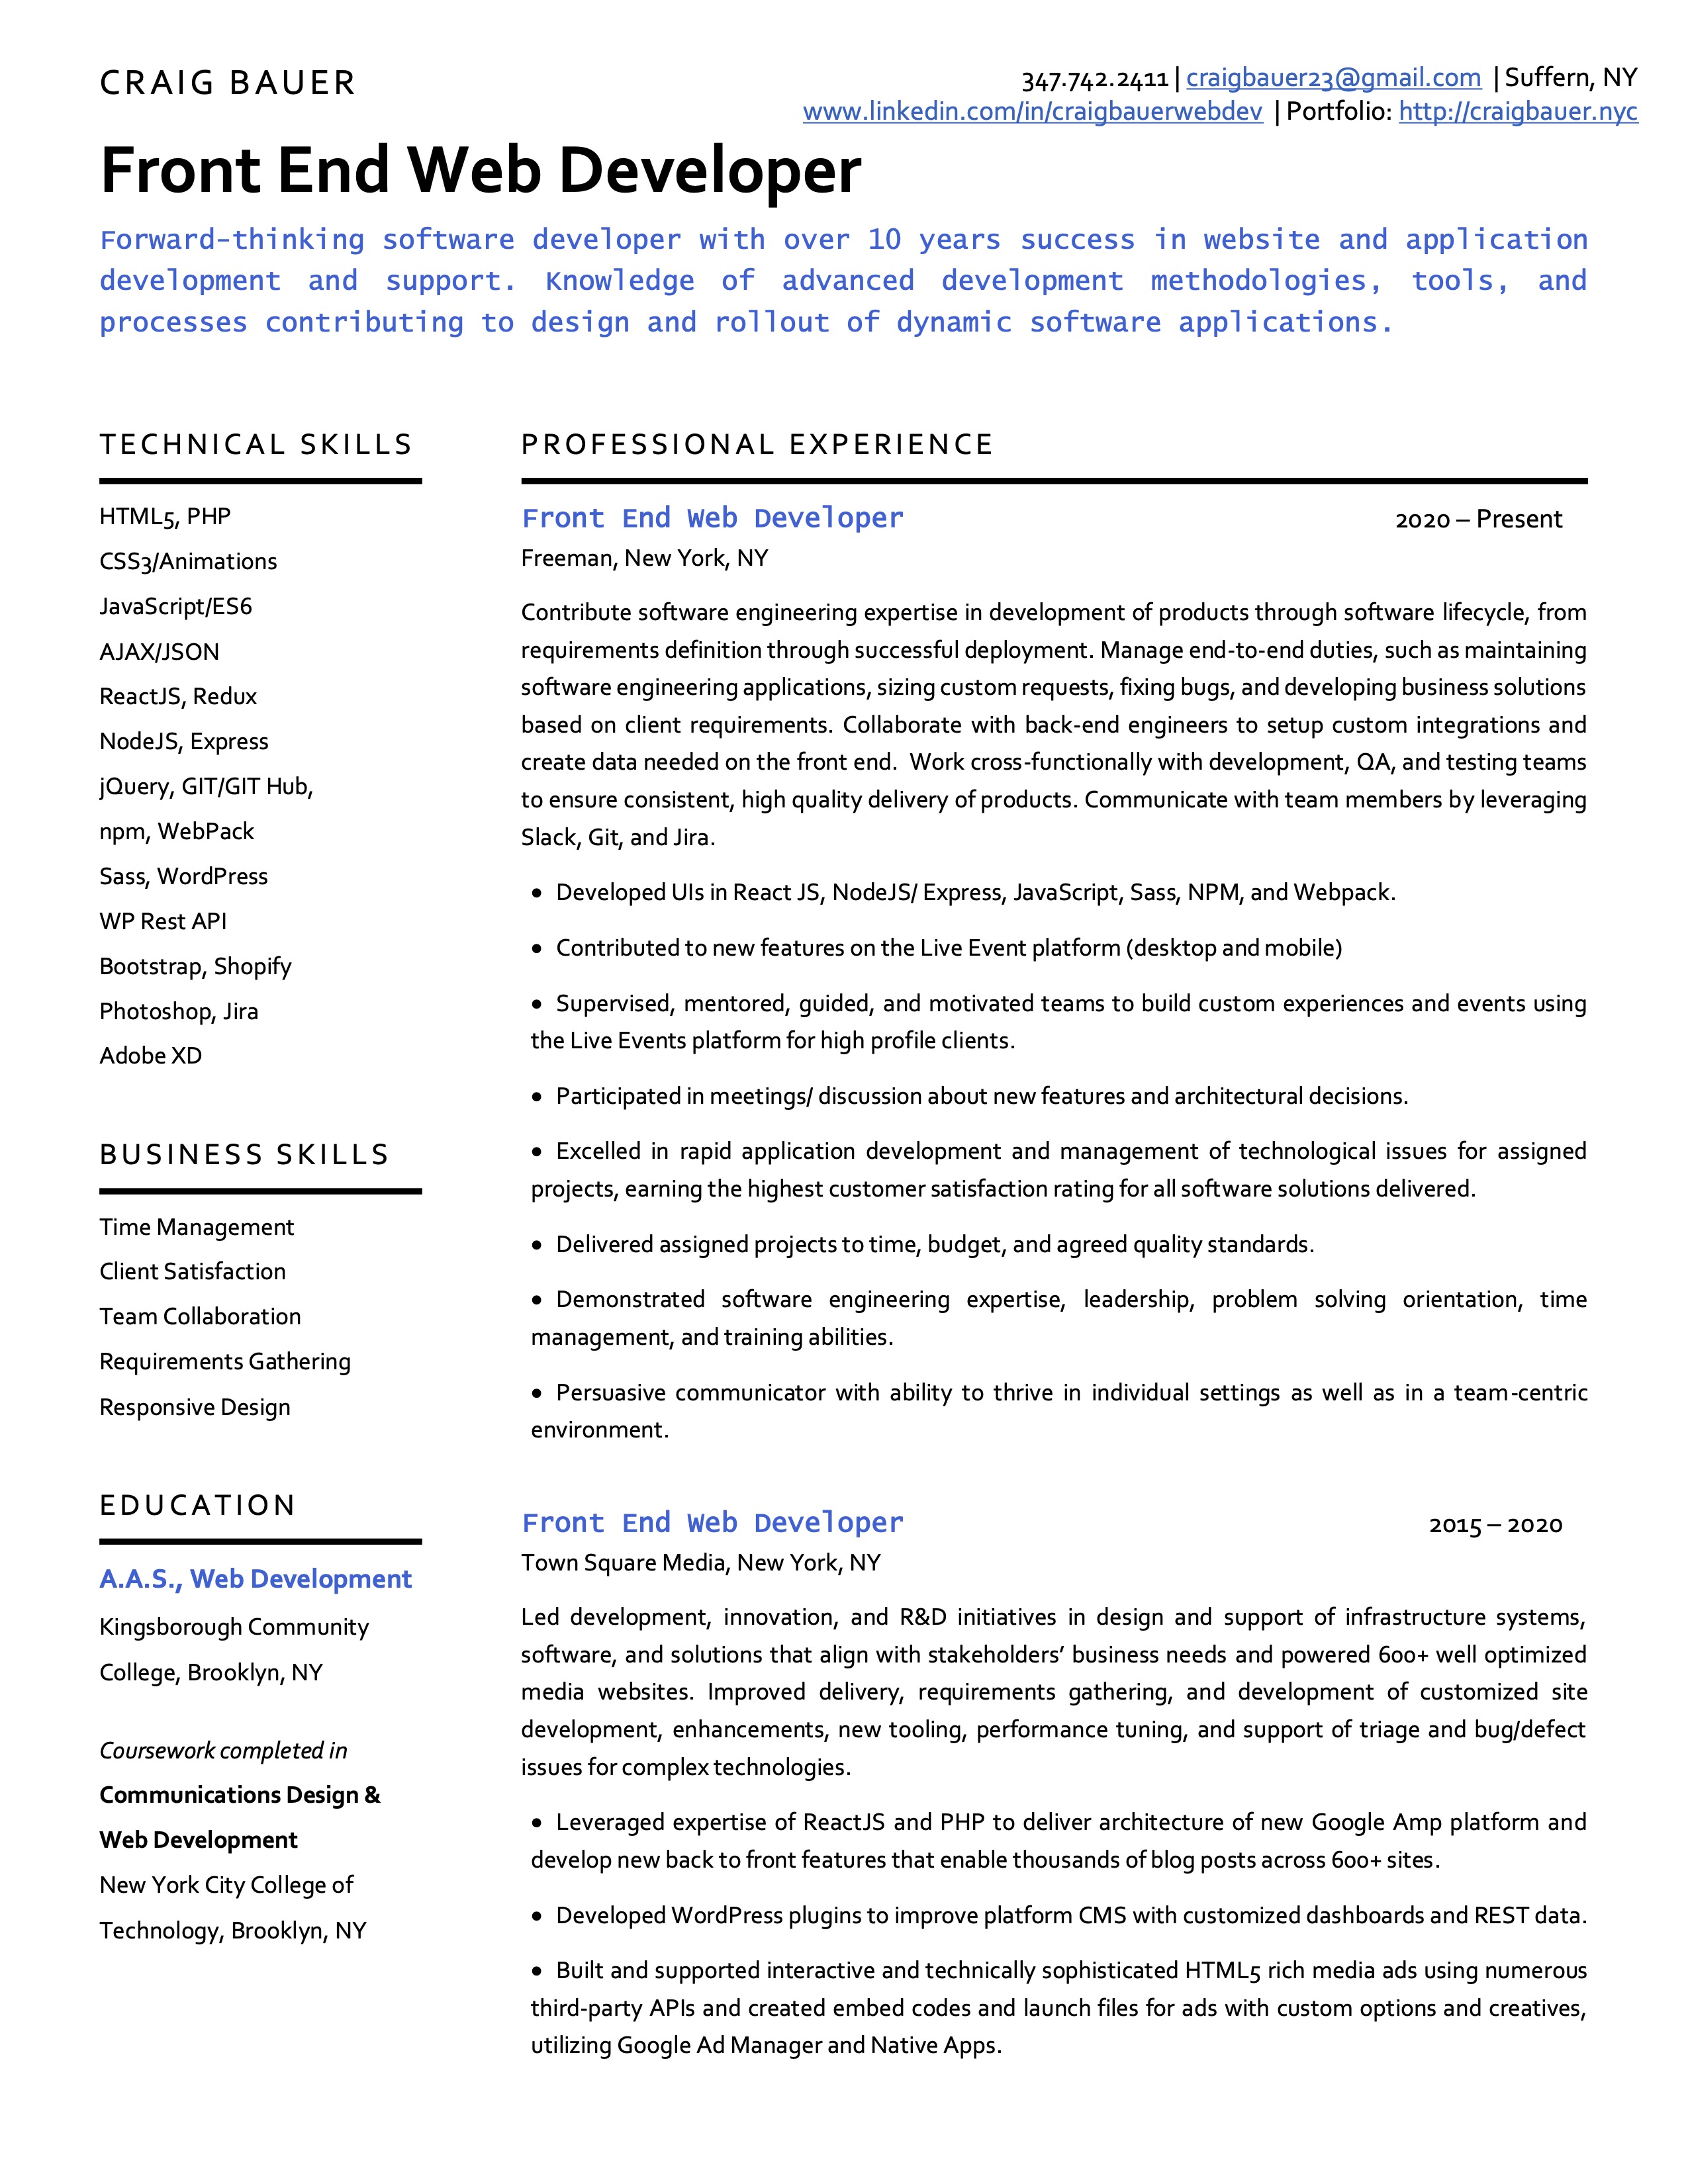 CRAIG BAUER
347.742.2411 | craigbauer23@gmail.com | Suffern, NY
www.linkedin.com/in/craigbauerwebdev | Portfolio: http://craigbauer.nyc
Front End Web Developer
Forward-thinking software developer with over 10 years success in website and application
development and support. Knowledge of advanced development methodologies, tools, and
processes contributing to design and rollout of dynamic software applications.
TECHNICAL SKILLS
HTML5, PHP
CSS3/Animations
JavaScript/ES6
AJAX/JSON
ReactJS, Redux
NodeJS, Express
jQuery, GIT/GIT Hub,
npm, WebPack
Sass, WordPress
WP Rest API
Bootstrap, Shopify
Photoshop, Jira
Adobe XD
BUSINESS SKILLS
Time Management
Client Satisfaction
Team Collaboration
Requirements Gathering
Responsive Design
EDUCATION
A.A.S., Web Development
Kingsborough Community
College, Brooklyn, NY
Coursework completed in
Communications Design &
Web Development
New York City College of
Technology, Brooklyn, NY
PROFESSIONAL EXPERIENCE
Front End Web Developer 2020 – Present
Freeman, New York, NY
Contribute software engineering expertise in development of products through software lifecycle, from
requirements definition through successful deployment. Manage end-to-end duties, such as maintaining
software engineering applications, sizing custom requests, fixing bugs, and developing business solutions
based on client requirements. Collaborate with back-end engineers to setup custom integrations and
create data needed on the front end. Work cross-functionally with development, QA, and testing teams
to ensure consistent, high quality delivery of products. Communicate with team members by leveraging
Slack, Git, and Jira.
• Developed UIs in React JS, NodeJS/ Express, JavaScript, Sass, NPM, and Webpack.
• Contributed to new features on the Live Event platform (desktop and mobile)
• Supervised, mentored, guided, and motivated teams to build custom experiences and events using
the Live Events platform for high profile clients.
• Participated in meetings/ discussion about new features and architectural decisions.
• Excelled in rapid application development and management of technological issues for assigned
projects, earning the highest customer satisfaction rating for all software solutions delivered.
• Delivered assigned projects to time, budget, and agreed quality standards.
• Demonstrated software engineering expertise, leadership, problem solving orientation, time
management, and training abilities.
• Persuasive communicator with ability to thrive in individual settings as well as in a team-centric
environment.
Front End Web Developer 2015 – 2020
Town Square Media, New York, NY
Led development, innovation, and R&D initiatives in design and support of infrastructure systems,
software, and solutions that align with stakeholders’ business needs and powered 600+ well optimized
media websites. Improved delivery, requirements gathering, and development of customized site
development, enhancements, new tooling, performance tuning, and support of triage and bug/defect
issues for complex technologies.
• Leveraged expertise of ReactJS and PHP to deliver architecture of new Google Amp platform and
develop new back to front features that enable thousands of blog posts across 600+ sites.
• Developed WordPress plugins to improve platform CMS with customized dashboards and REST data.
• Built and supported interactive and technically sophisticated HTML5 rich media ads using numerous
third-party APIs and created embed codes and launch files for ads with custom options and creatives,
utilizing Google Ad Manager and Native Apps.